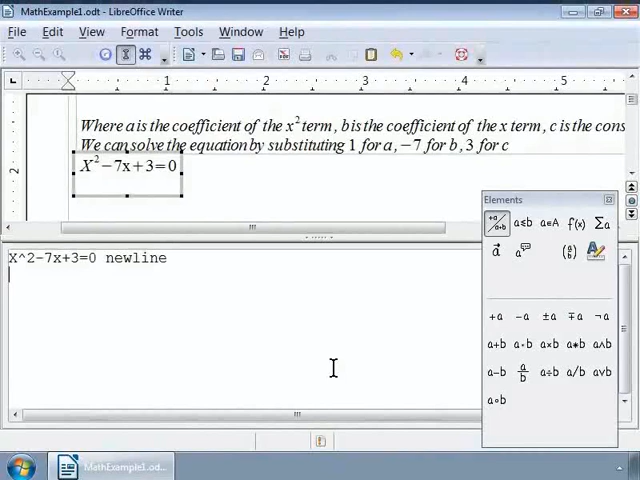 MathExample1.odt - LibreOffice Writer
File Edit View Format Tools Window Help
1 2 3 4 5
Where a is the coefficient of the x² term, b is the coefficient of the x term, c is the cons
We can solve the equation by substituting 1 for a, −7 for b, 3 for c
X²−7x+3=0
2
Elements
+a/a+b a≤b a∈A f(x) Σa
a⃗
+a −a ±a ∓a ¬a
a+b a·b a×b a∗b a∧b
a−b a/b a÷b a/b a∨b
a∘b
X^2-7x+3=0 newline
MathExample1.od...